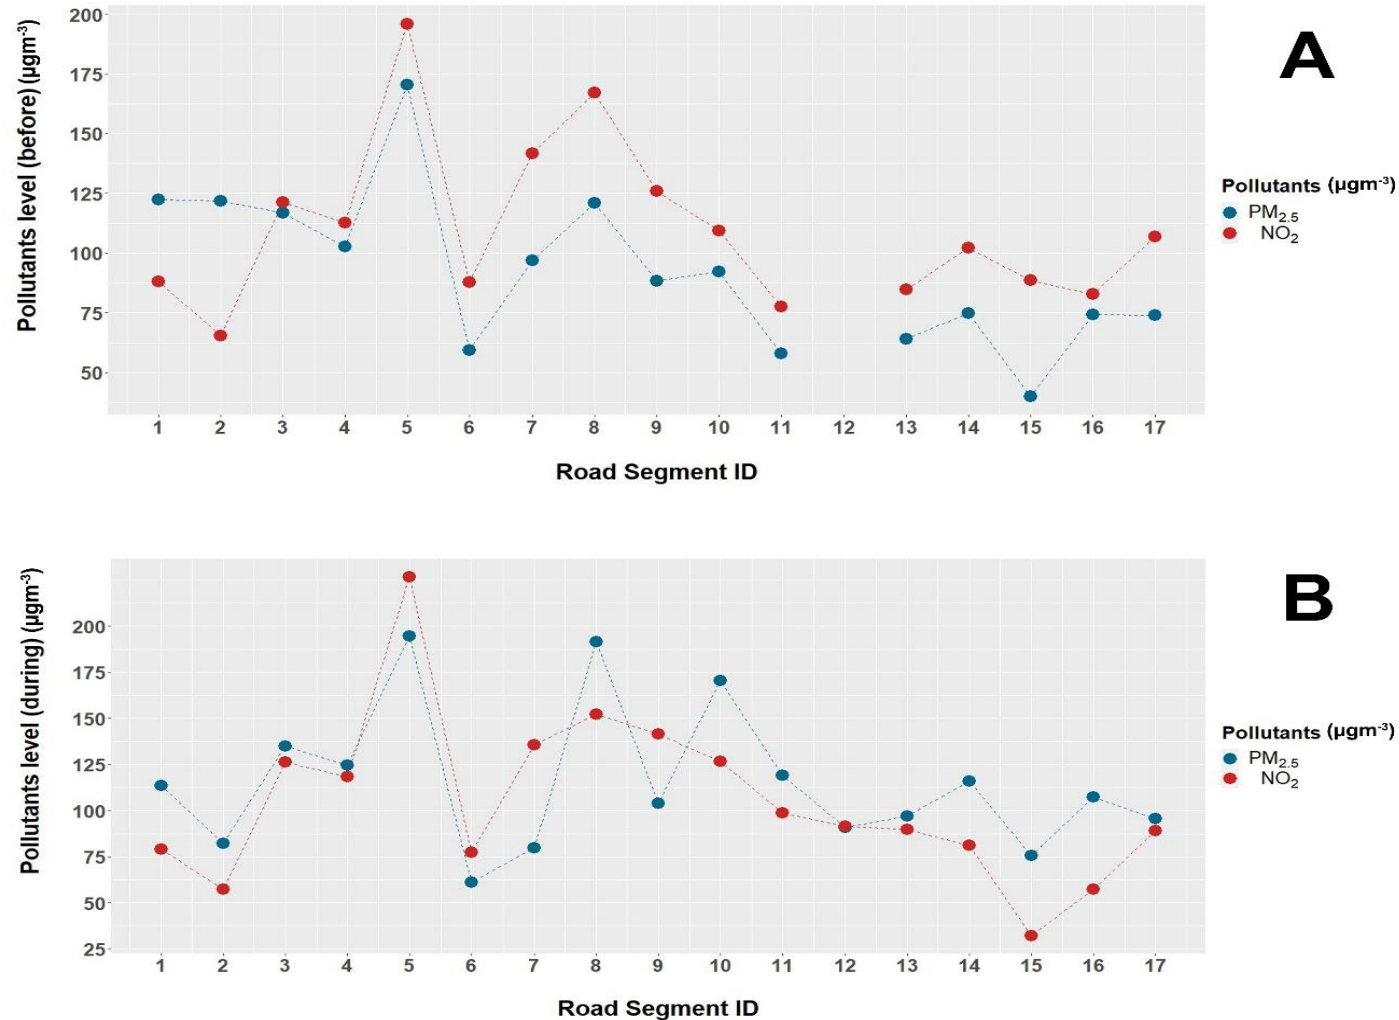 A
Pollutants level (before) (µgm-3)
200
175
150
125
100
75
50
1 2 3 4 5 6 7 8 9 10 11 12 13 14 15 16 17
Road Segment ID
Pollutants (µgm-3)
PM2.5
NO2
B
Pollutants level (during) (µgm-3)
200
175
150
125
100
75
50
25
1 2 3 4 5 6 7 8 9 10 11 12 13 14 15 16 17
Road Segment ID
Pollutants (µgm-3)
PM2.5
NO2